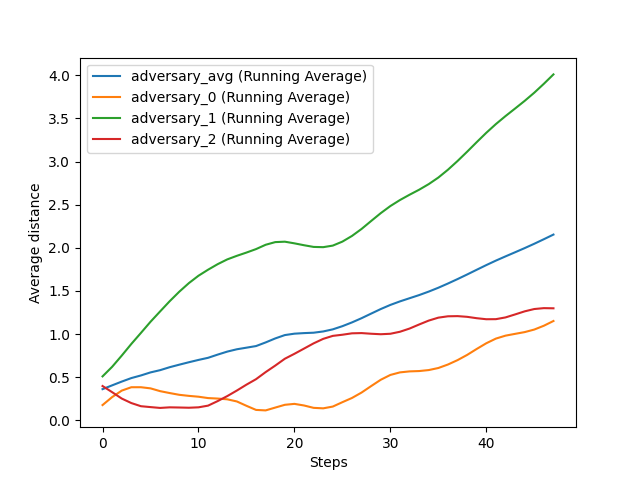 adversary_avg (Running Average)
adversary_0 (Running Average)
adversary_1 (Running Average)
adversary_2 (Running Average)
Average distance
4.0
3.5
3.0
2.5
2.0
1.5
1.0
0.5
0.0
0 10 20 30 40
Steps